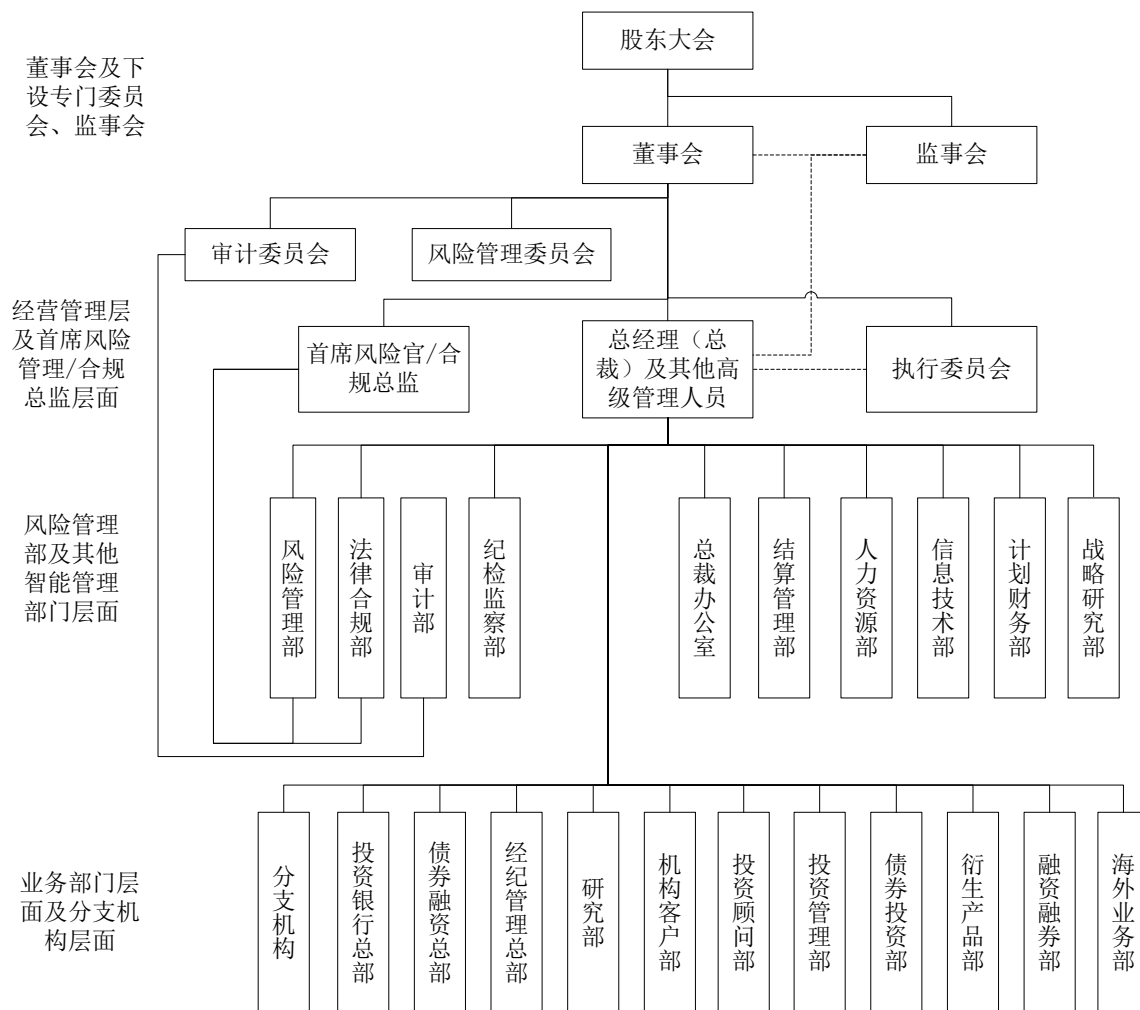 股东大会
董事会及下
设专门委员
会、监事会
董事会
监事会
审计委员会
风险管理委员会
经营管理层
及首席风险
管理/合规
总监层面
首席风险官/合
规总监
总经理（总
裁）及其他高
级管理人员
执行委员会
风险管理
部及其他
智能管理
部门层面
风险管理部
法律合规部
审计部
纪检监察部
总裁办公室
结算管理部
人力资源部
信息技术部
计划财务部
战略研究部
业务部门层
面及分支机
构层面
分支机构
投资银行总部
债券融资总部
经纪管理总部
研究部
机构客户部
投资顾问部
投资管理部
债券投资部
衍生产品部
融资融券部
海外业务部